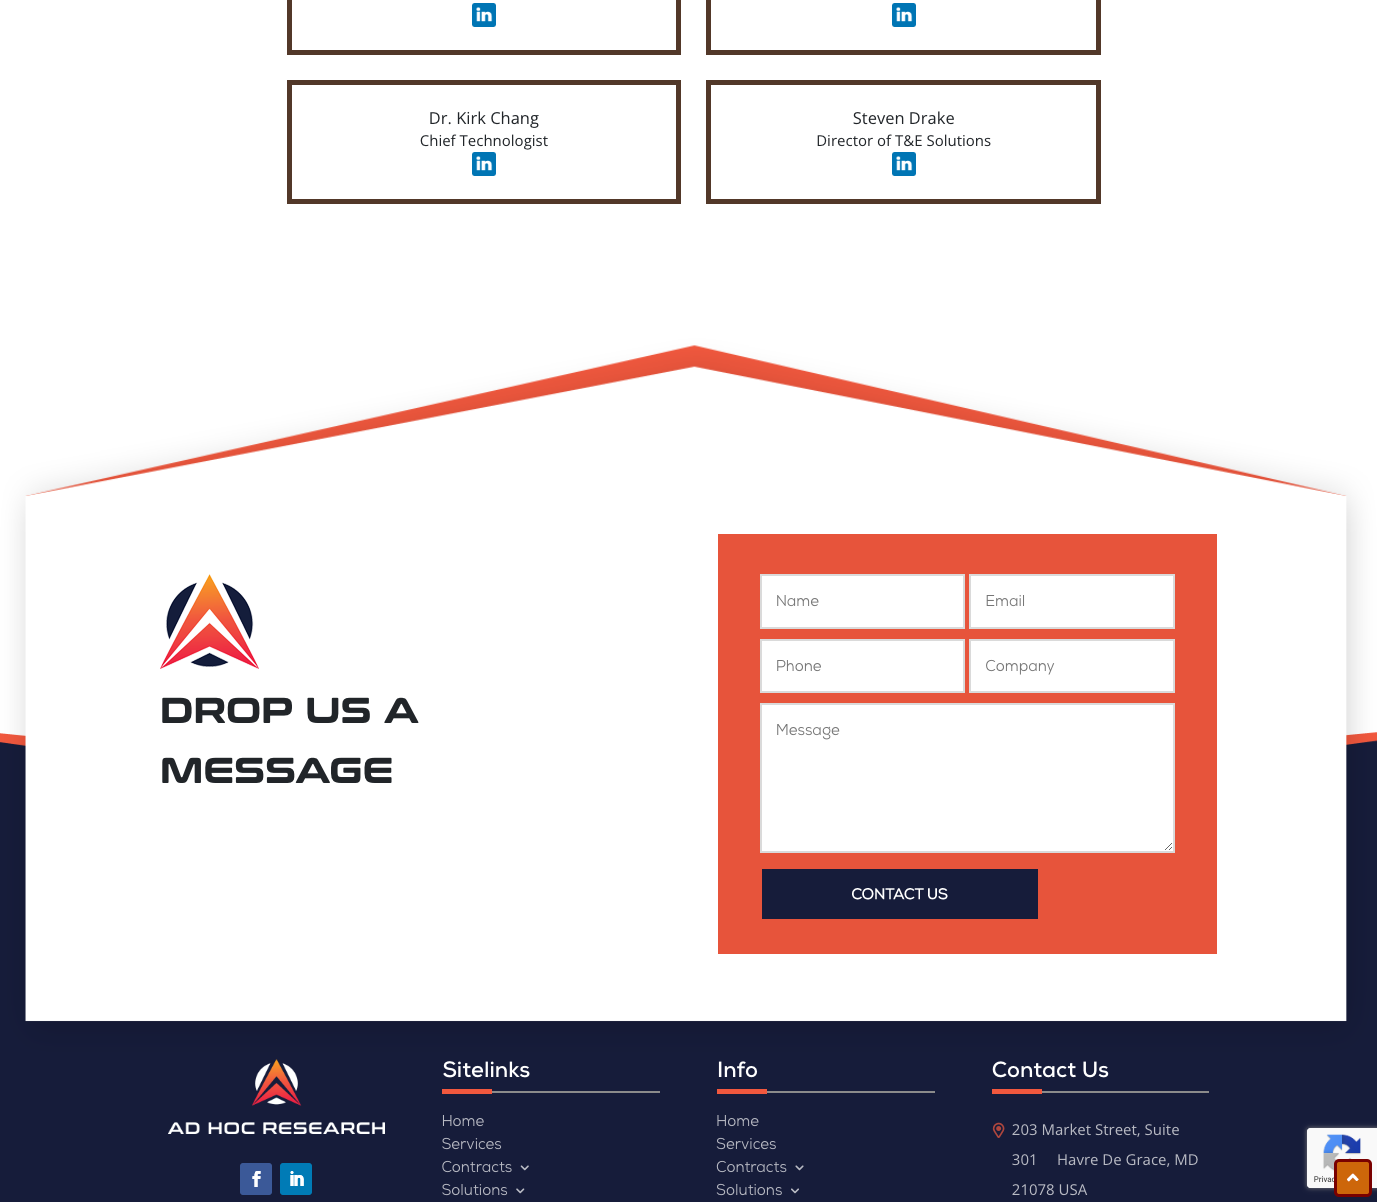 in
in
Dr. Kirk Chang
Chief Technologist
in
Steven Drake
Director of T&E Solutions
in
DROP US A
MESSAGE
Name
Email
Phone
Company
Message
CONTACT US
AD HOC RESEARCH
f
in
Sitelinks
Home
Services
Contracts
Solutions
Info
Home
Services
Contracts
Solutions
Contact Us
203 Market Street, Suite
301 Havre De Grace, MD
21078 USA